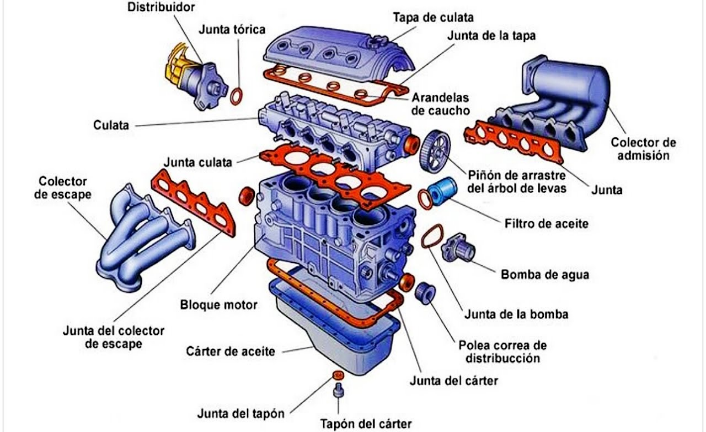 Distribuidor
Junta tórica
Tapa de culata
Junta de la tapa
Arandelas
de caucho
Culata
Colector de
admisión
Junta culata
Piñón de arrastre
del árbol de levas
Junta
Colector
de escape
Filtro de aceite
Bomba de agua
Bloque motor
Junta de la bomba
Junta del colector
de escape
Polea correa de
distribucción
Cárter de aceite
Junta del cárter
Junta del tapón
Tapón del cárter